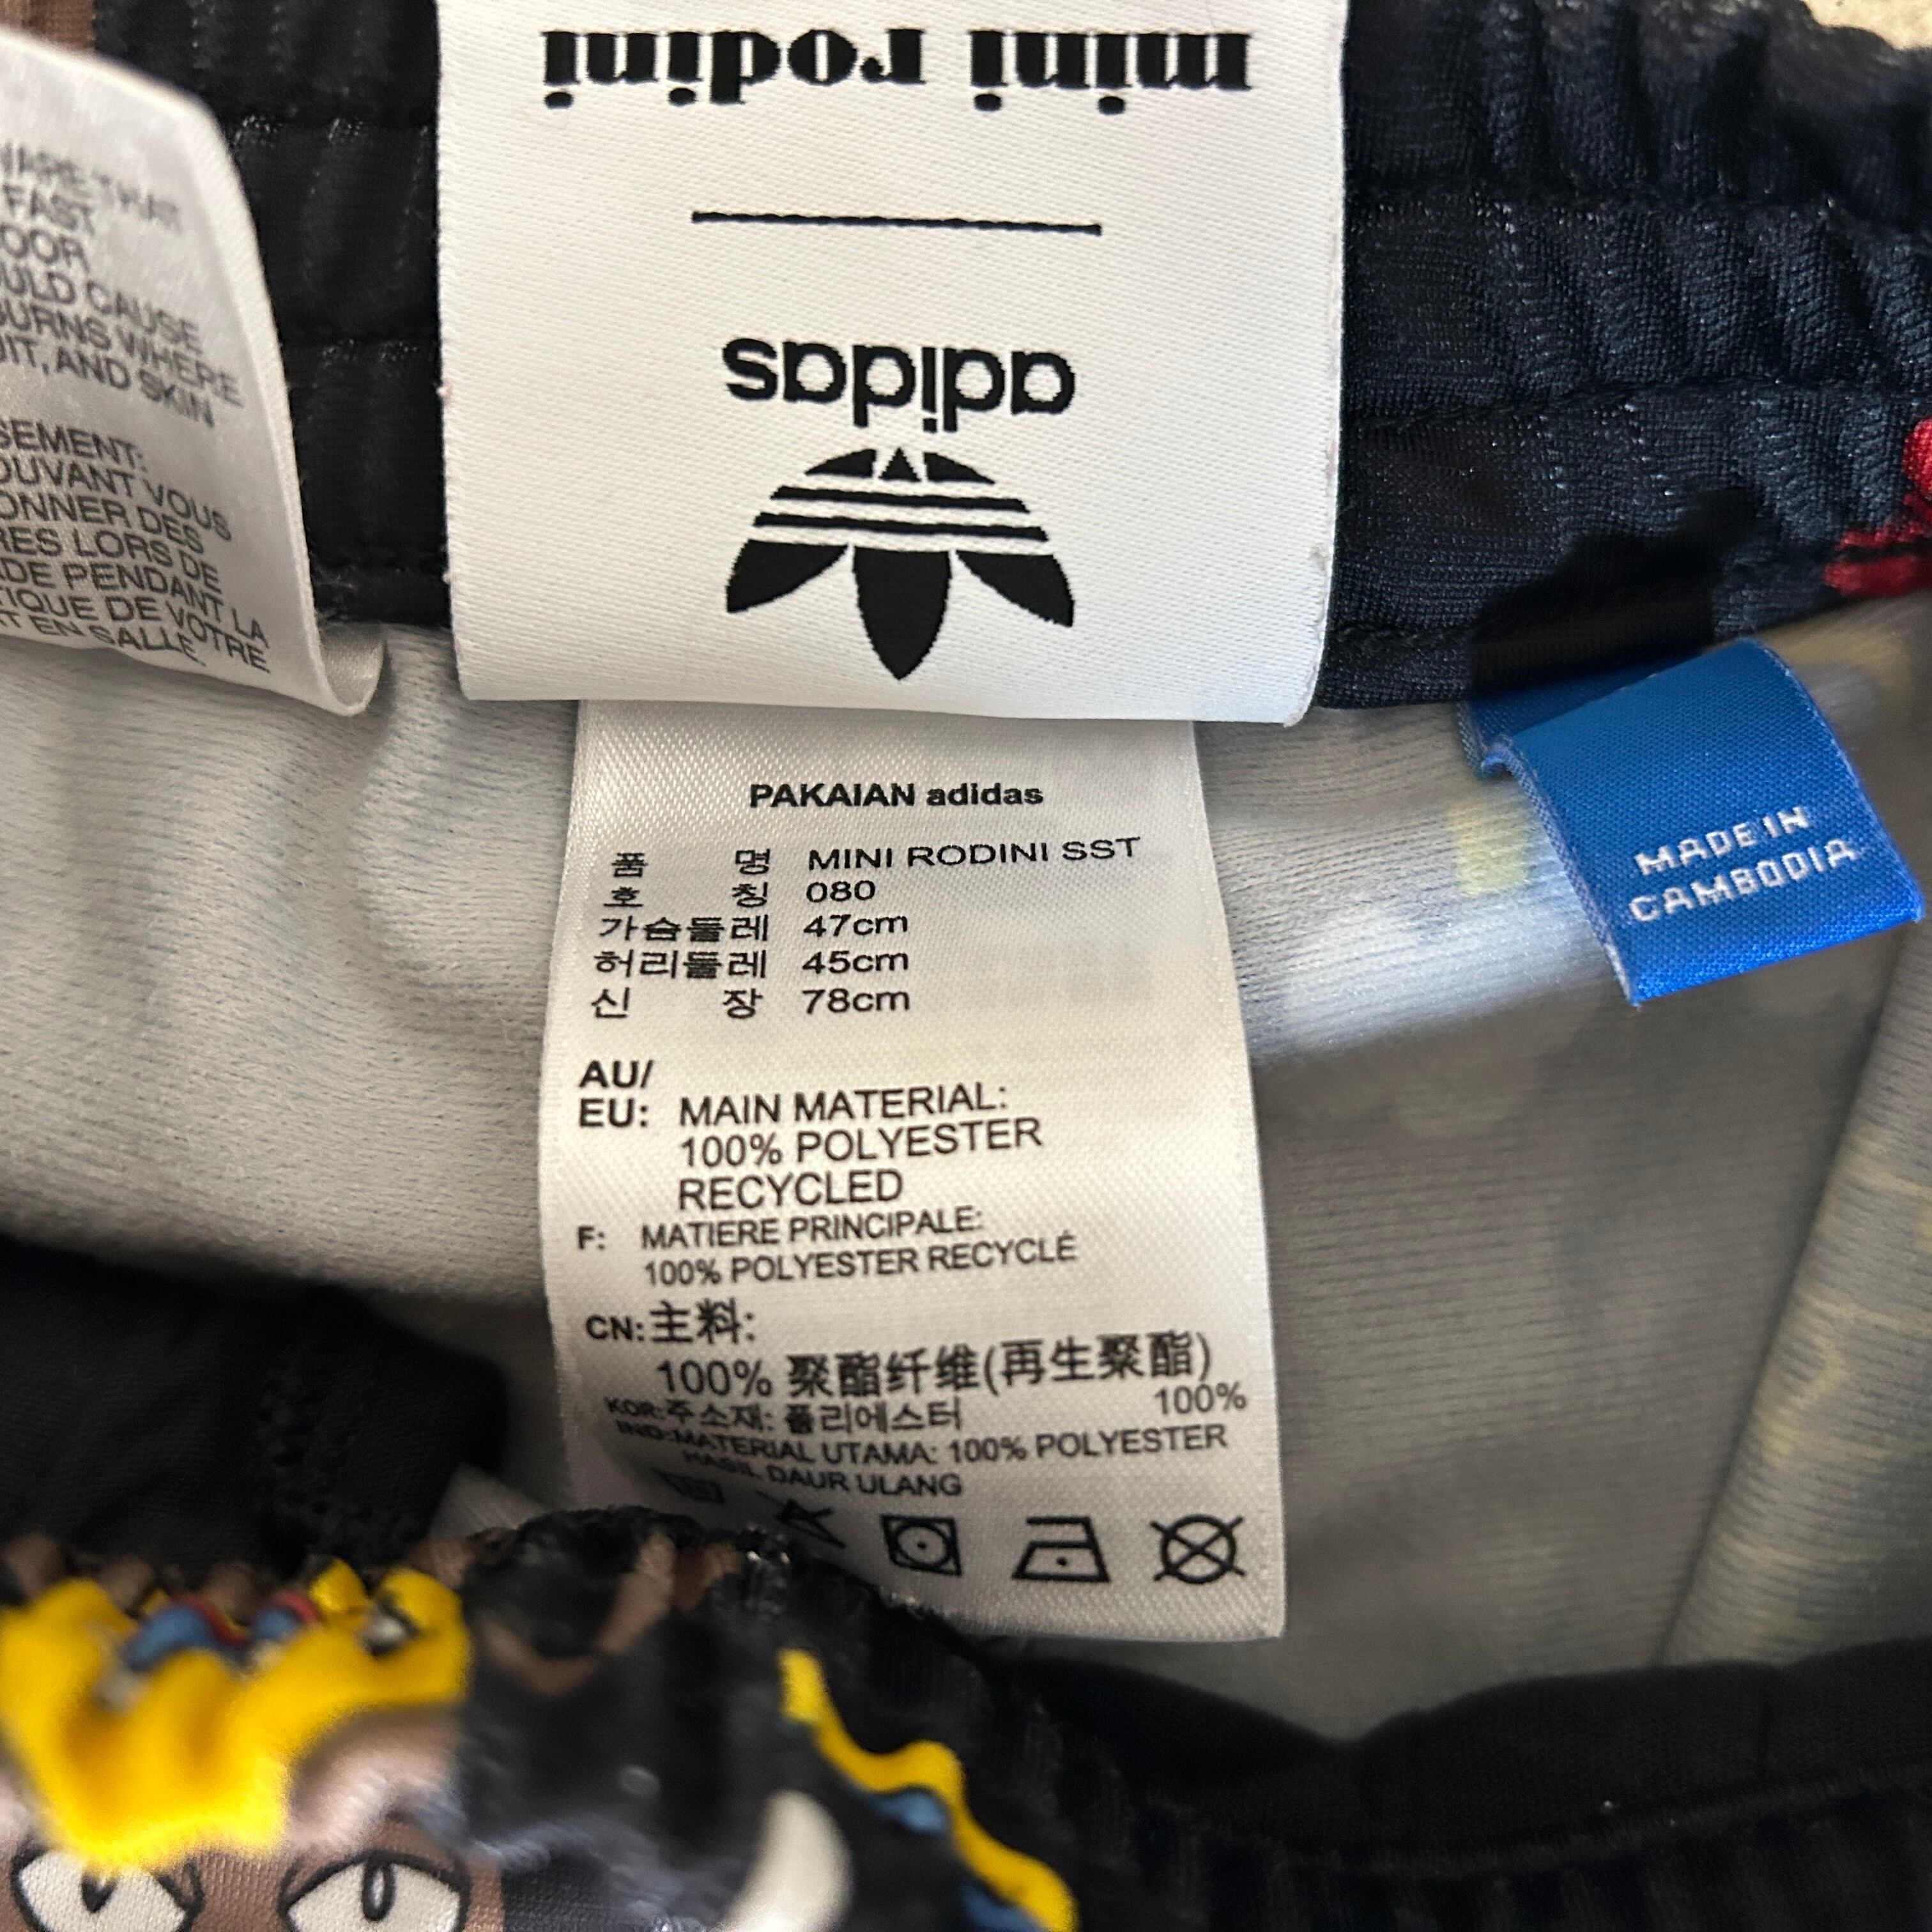 mini rodini
adidas
WARE THAT
FAST
OOR
ULD CAUSE
BURNS WHERE
UIT, AND SKIN
SEMENT:
OUVANT VOUS
ONNER DES
RES LORS DE
ADE PENDANT LA
TIQUE DE VOTRE
RT EN SALLE.
PAKAIAN adidas
품 명 MINI RODINI SST
호 칭 080
가슴둘레 47cm
허리둘레 45cm
신 장 78cm
AU/
EU: MAIN MATERIAL:
100% POLYESTER
RECYCLED
F: MATIERE PRINCIPALE:
100% POLYESTER RECYCLÉ
CN: 主料:
100% 聚酯纤维(再生聚酯)
KOR:주소재: 폴리에스터 100%
IND:MATERIAL UTAMA: 100% POLYESTER
HASIL DAUR ULANG
MADE IN
CAMBODIA